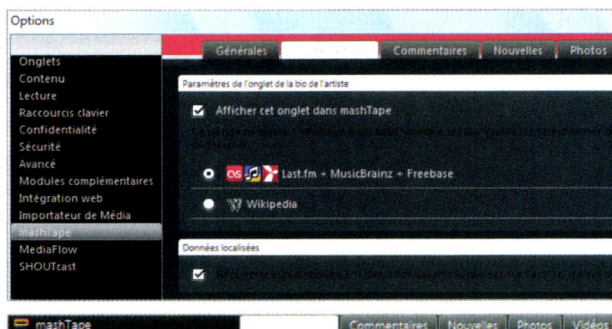 Options
Générales Commentaires Nouvelles Photos
Onglets
Contenu
Lecture
Raccourcis clavier
Confidentialité
Sécurité
Avancé
Modules complémentaires
Intégration web
Importateur de Média
mashTape
MediaFlow
SHOUTcast
Paramètres de l'onglet de la bio de l'artiste
Afficher cet onglet dans mashTape
Last.fm + MusicBrainz + Freebase
Wikipedia
Données localisées
mashTape Commentaires Nouvelles Photos Vidéos